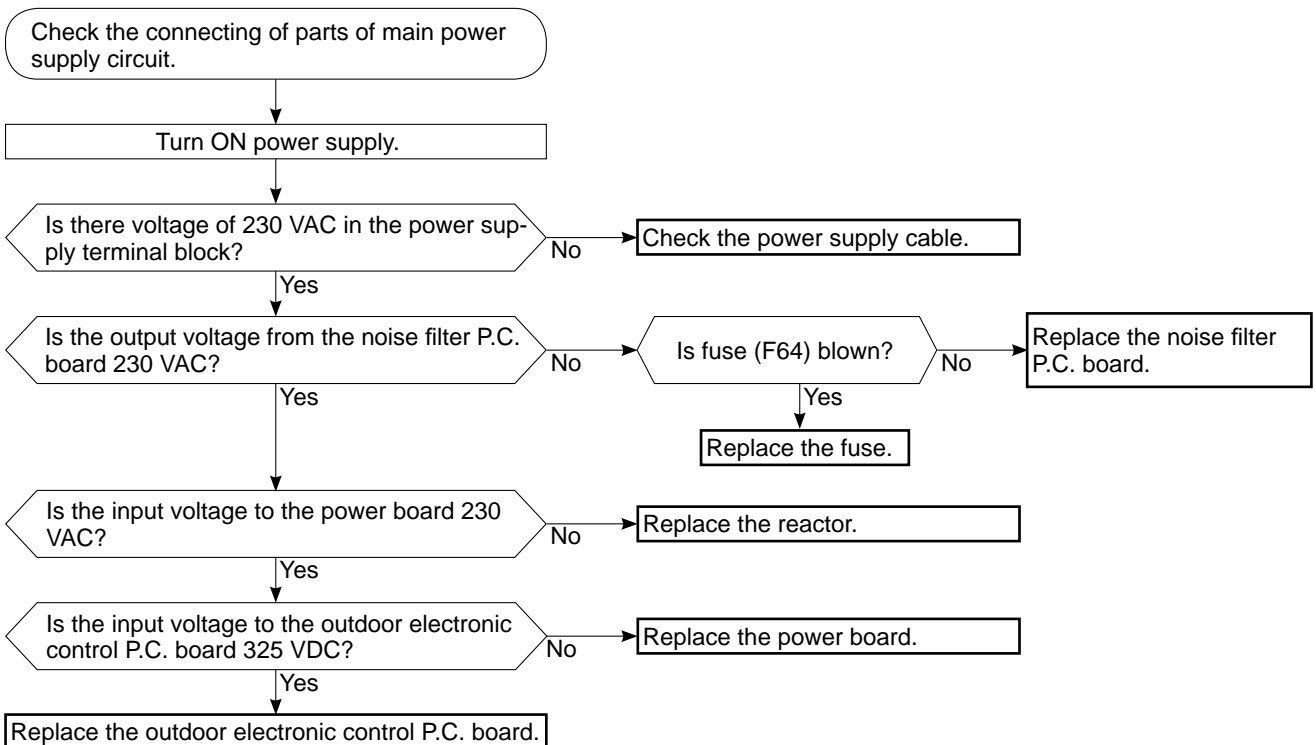 Check the connecting of parts of main power
supply circuit.
Turn ON power supply.
Is there voltage of 230 VAC in the power sup-
ply terminal block?
No
Check the power supply cable.
Yes
Is the output voltage from the noise filter P.C.
board 230 VAC?
No
Is fuse (F64) blown?
No
Replace the noise filter
P.C. board.
Yes
Yes
Replace the fuse.
Is the input voltage to the power board 230
VAC?
No
Replace the reactor.
Yes
Is the input voltage to the outdoor electronic
control P.C. board 325 VDC?
No
Replace the power board.
Yes
Replace the outdoor electronic control P.C. board.